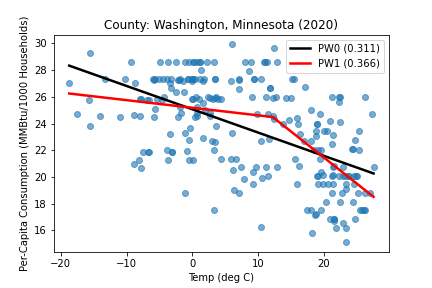 County: Washington, Minnesota (2020)
PW0 (0.311)
PW1 (0.366)
Per-Capita Consumption (MMBtu/1000 Households)
30
28
26
24
22
20
18
16
−20 −10 0 10 20
Temp (deg C)